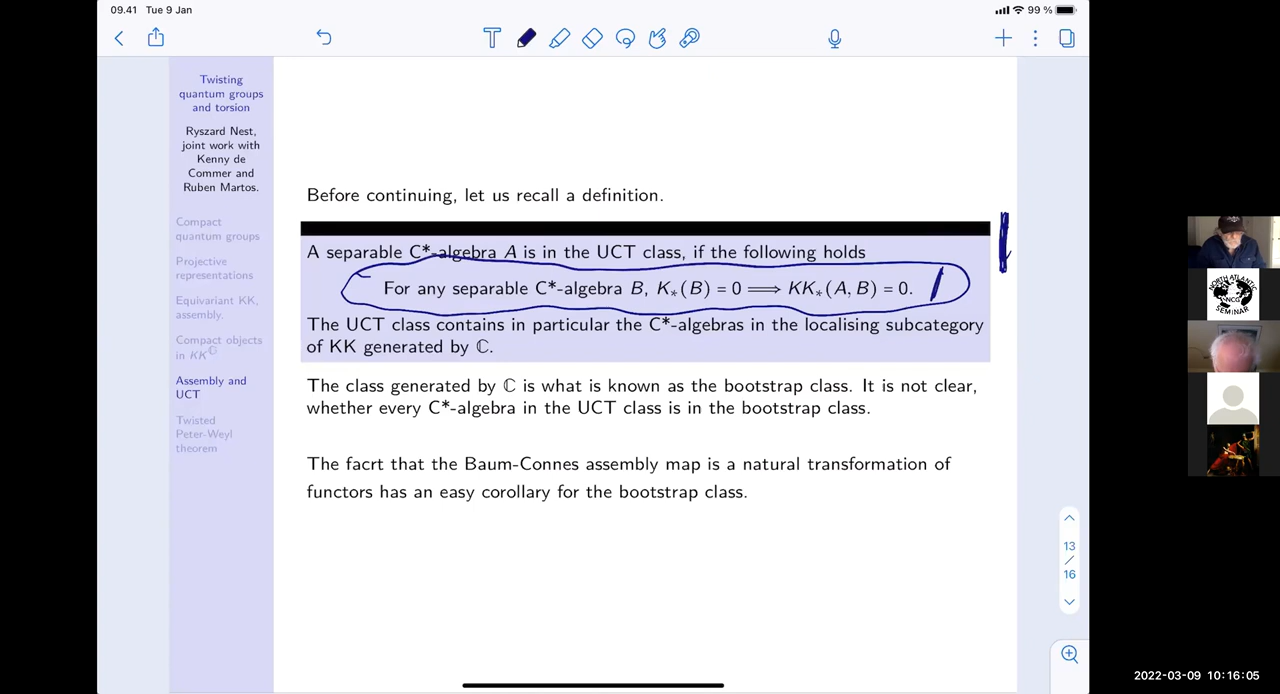 09.41 Tue 9 Jan
99 %
Twisting
quantum groups
and torsion
Ryszard Nest,
joint work with
Kenny de
Commer and
Ruben Martos.
Compact
quantum groups
Projective
representations
Equivariant KK,
assembly.
Compact objects
in KK^𝔾
Assembly and
UCT
Twisted
Peter-Weyl
theorem
Before continuing, let us recall a definition.
A separable C*-algebra A is in the UCT class, if the following holds
For any separable C*-algebra B, K∗(B) = 0 ⟹ KK∗(A, B) = 0.
The UCT class contains in particular the C*-algebras in the localising subcategory
of KK generated by ℂ.
The class generated by ℂ is what is known as the bootstrap class. It is not clear,
whether every C*-algebra in the UCT class is in the bootstrap class.
The facrt that the Baum-Connes assembly map is a natural transformation of
functors has an easy corollary for the bootstrap class.
13
/
16
NORTH ATLANTIC
NCG
SEMINAR
2022-03-09 10:16:05